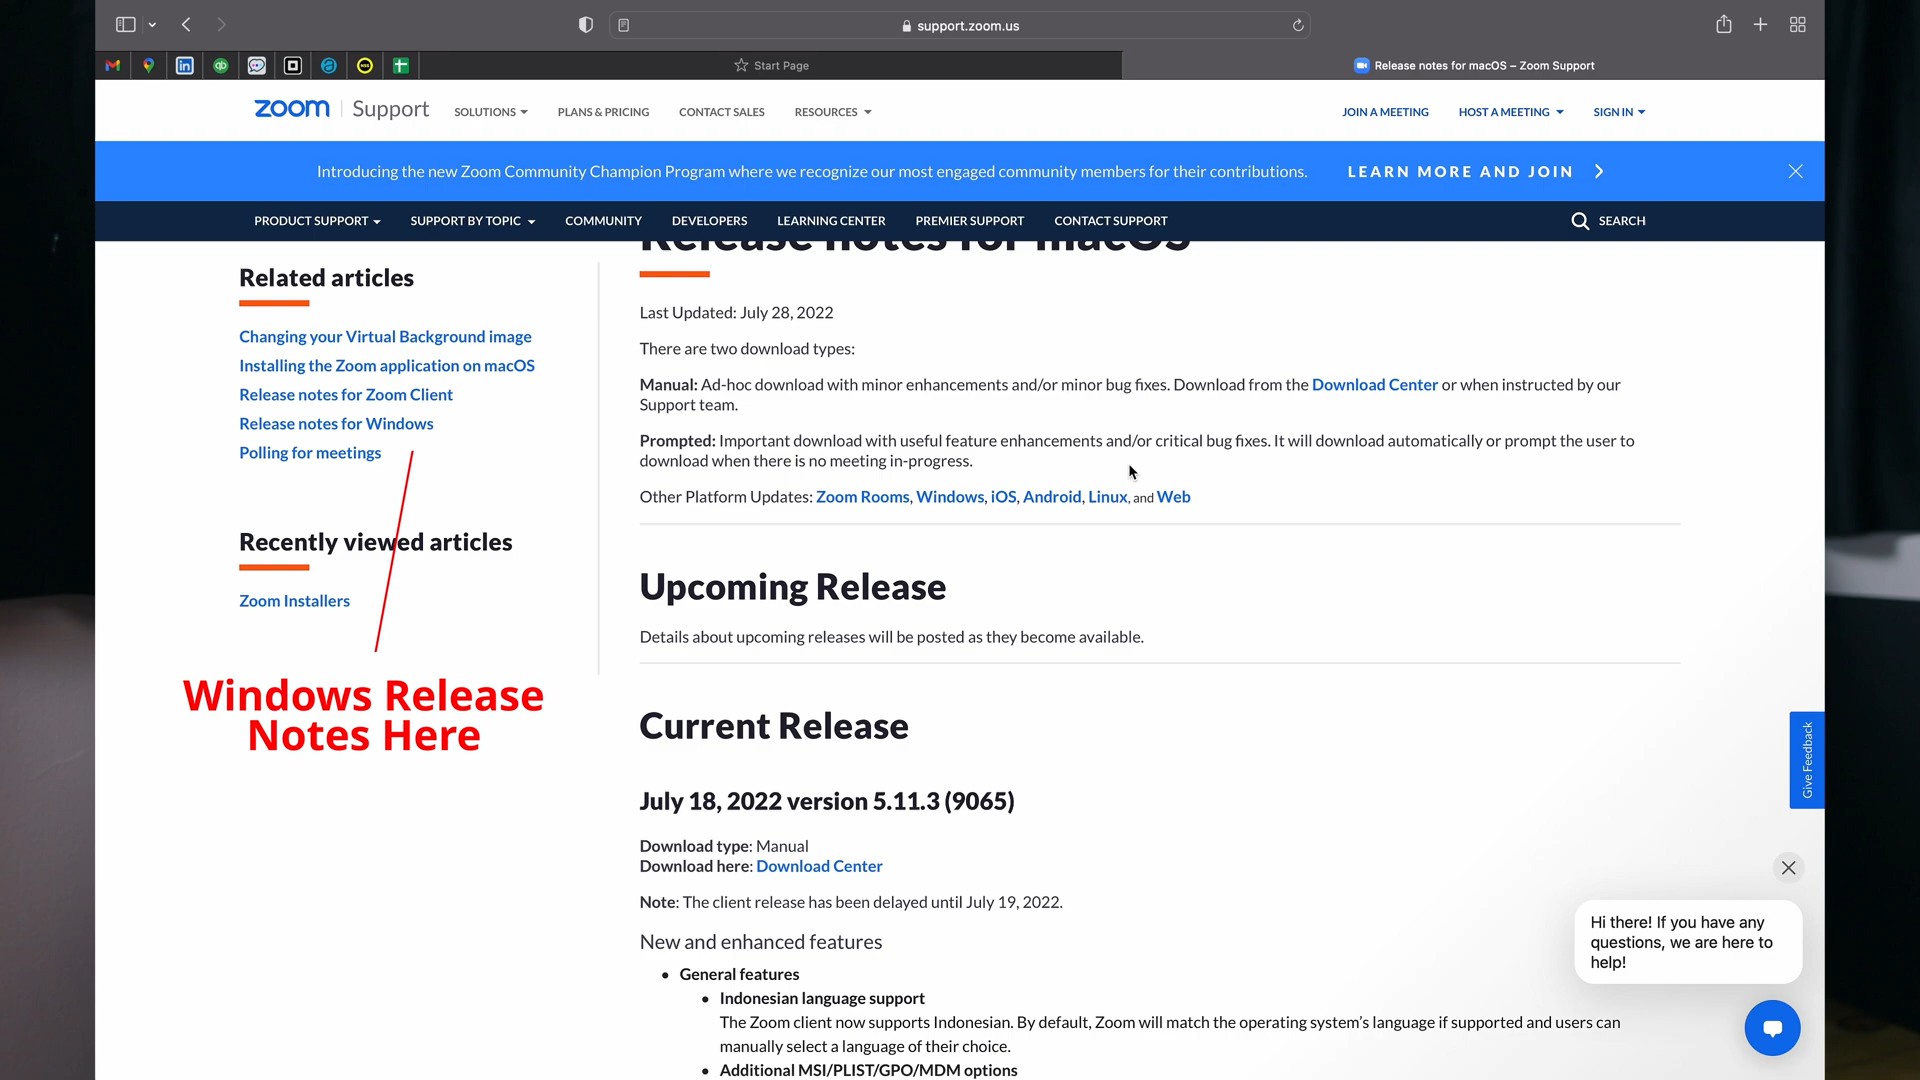 support.zoom.us
Start Page
Release notes for macOS – Zoom Support
zoom Support
SOLUTIONS
PLANS & PRICING
CONTACT SALES
RESOURCES
JOIN A MEETING
HOST A MEETING
SIGN IN
Introducing the new Zoom Community Champion Program where we recognize our most engaged community members for their contributions.
LEARN MORE AND JOIN
PRODUCT SUPPORT
SUPPORT BY TOPIC
COMMUNITY
DEVELOPERS
LEARNING CENTER
PREMIER SUPPORT
CONTACT SUPPORT
SEARCH
Related articles
Changing your Virtual Background image
Installing the Zoom application on macOS
Release notes for Zoom Client
Release notes for Windows
Polling for meetings
Recently viewed articles
Zoom Installers
Windows Release
Notes Here
Release notes for macOS
Last Updated: July 28, 2022
There are two download types:
Manual: Ad-hoc download with minor enhancements and/or minor bug fixes. Download from the Download Center or when instructed by our
Support team.
Prompted: Important download with useful feature enhancements and/or critical bug fixes. It will download automatically or prompt the user to
download when there is no meeting in-progress.
Other Platform Updates: Zoom Rooms, Windows, iOS, Android, Linux, and Web
Upcoming Release
Details about upcoming releases will be posted as they become available.
Current Release
July 18, 2022 version 5.11.3 (9065)
Download type: Manual
Download here: Download Center
Note: The client release has been delayed until July 19, 2022.
New and enhanced features
• General features
• Indonesian language support
The Zoom client now supports Indonesian. By default, Zoom will match the operating system's language if supported and users can
manually select a language of their choice.
• Additional MSI/PLIST/GPO/MDM options
Give Feedback
Hi there! If you have any
questions, we are here to
help!